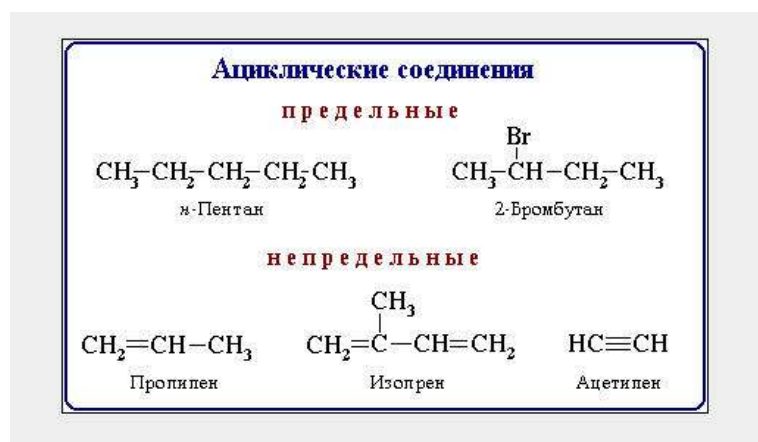 Ациклические соединения
предельные
Br
CH₃–CH₂–CH₂–CH₂–CH₃ CH₃–CH–CH₂–CH₃
н-Пентан 2-Бромбутан
непредельные
CH₃
CH₂=CH–CH₃ CH₂=C–CH=CH₂ HC≡CH
Пропилен Изопрен Ацетилен